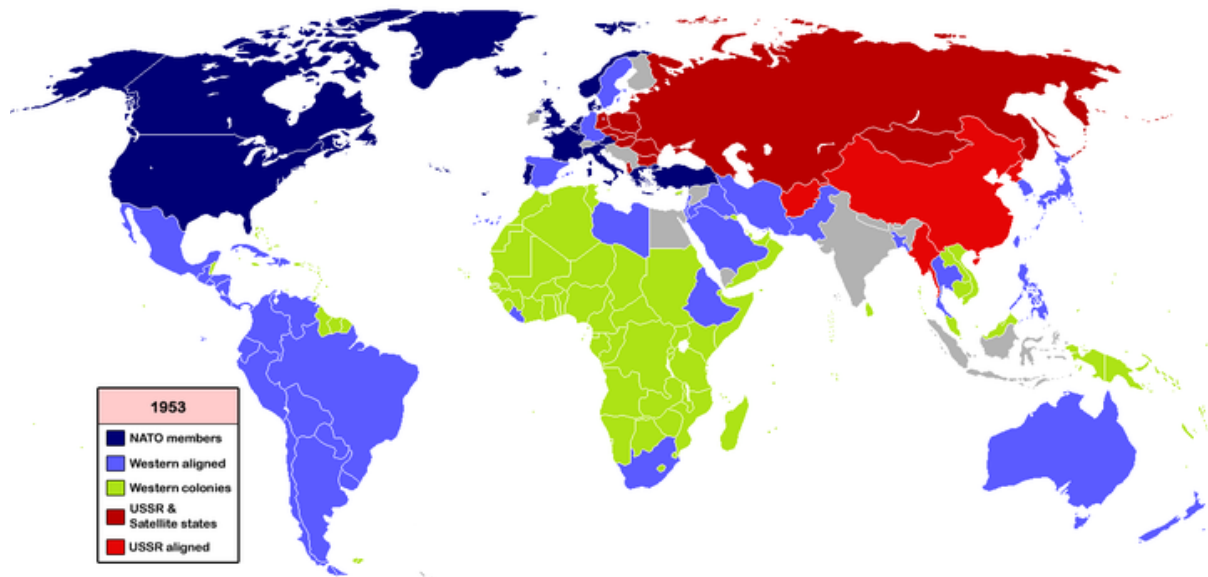 1953
NATO members
Western aligned
Western colonies
USSR &
Satellite states
USSR aligned